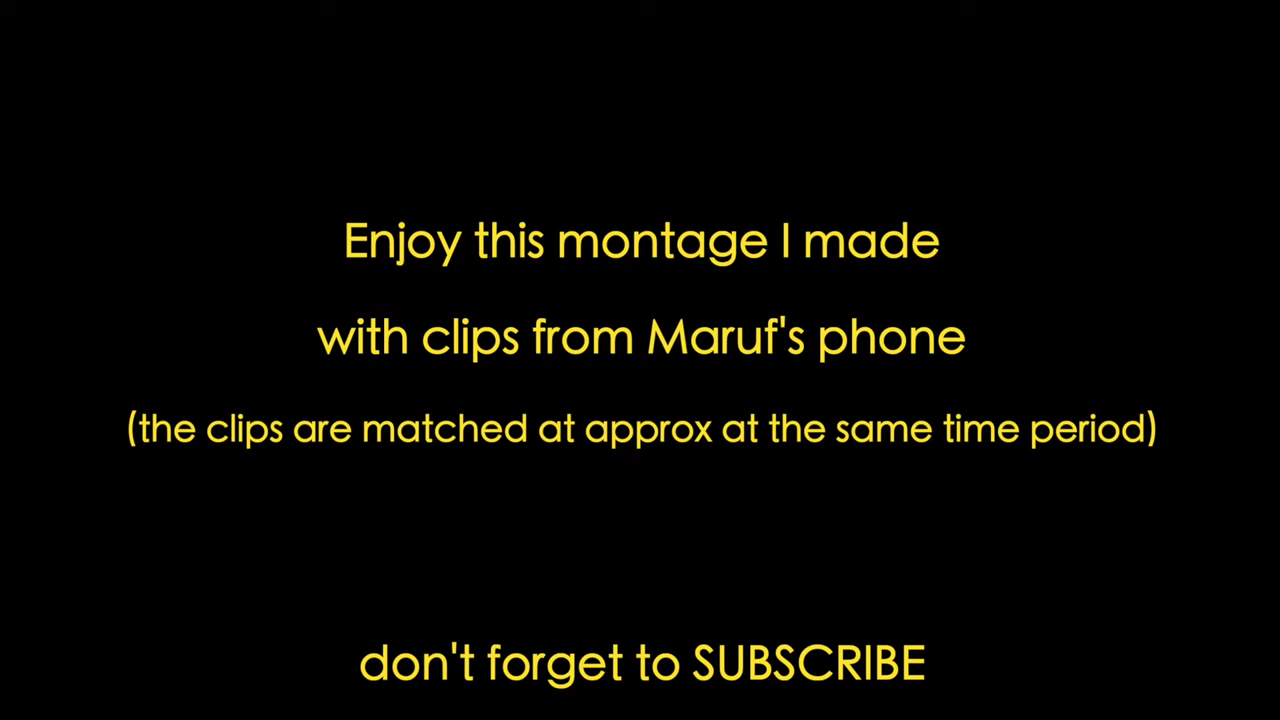 Enjoy this montage I made
with clips from Maruf's phone
(the clips are matched at approx at the same time period)
don't forget to SUBSCRIBE